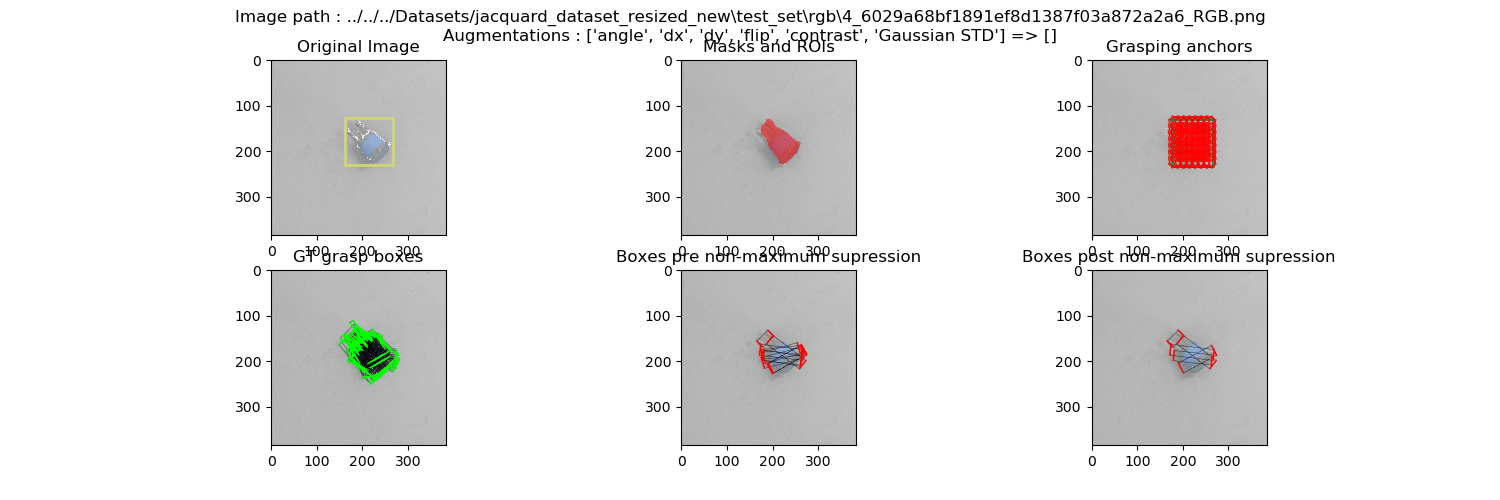 Image path : ../../../Datasets/jacquard_dataset_resized_new\test_set\rgb\4_6029a68bf1891ef8d1387f03a872a2a6_RGB.png
Augmentations : ['angle', 'dx', 'dy', 'flip', 'contrast', 'Gaussian STD'] => []
Original Image Masks and ROIs Grasping anchors
0 0 0
100 100 100
200 200 200
300 300 300
0 100 200 300 0 100 200 300 0 100 200 300
GT grasp boxes Boxes pre non-maximum supression Boxes post non-maximum supression
0 0 0
100 100 100
200 200 200
300 300 300
0 100 200 300 0 100 200 300 0 100 200 300